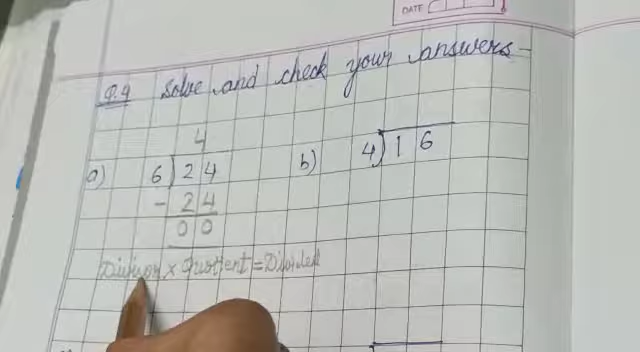 DATE
Q.4 Solve and check your answers-
4
a) 6)24 b) 4)16
- 24
00
Divisor × Quotient = Dividend